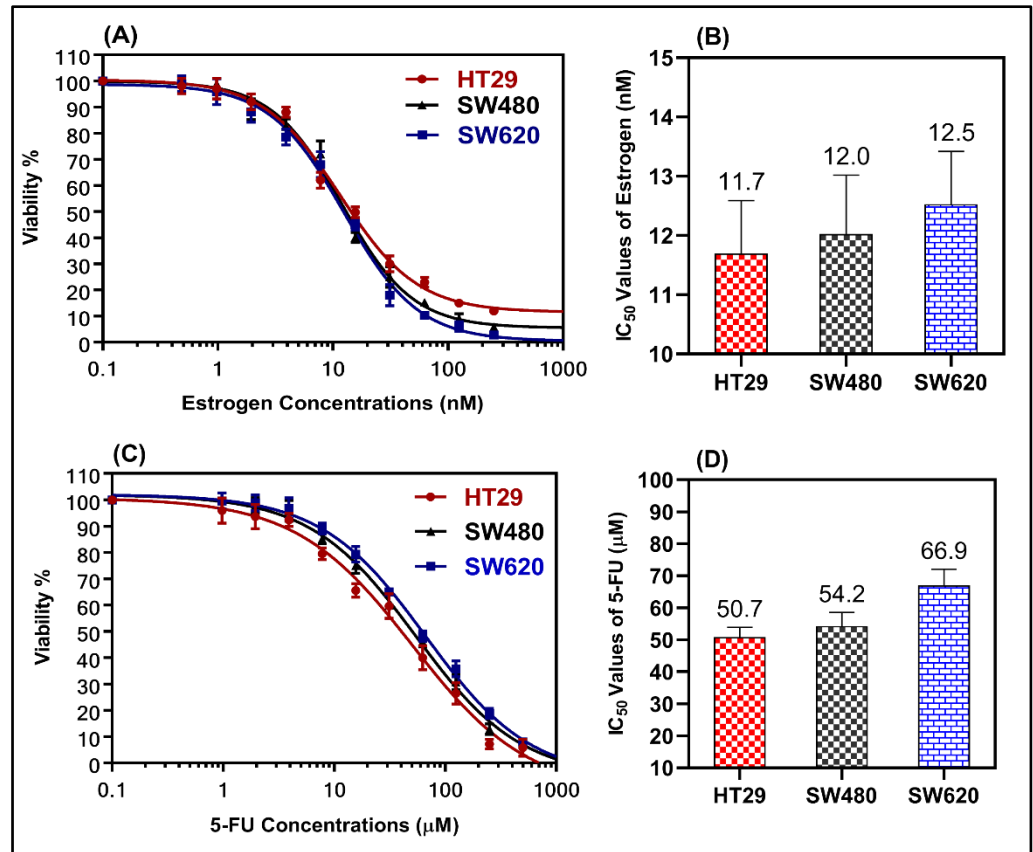 (A)
HT29
SW480
SW620
Viability %
110
100
90
80
70
60
50
40
30
20
10
0
0.1
1
10
100
1000
Estrogen Concentrations (nM)
(B)
IC50 Values of Estrogen (nM)
15
14
13
12
11
10
11.7
12.0
12.5
HT29
SW480
SW620
(C)
HT29
SW480
SW620
Viability %
110
100
90
80
70
60
50
40
30
20
10
0
0.1
1
10
100
1000
5-FU Concentrations (μM)
(D)
IC50 Values of 5-FU (μM)
100
90
80
70
60
50
40
30
20
10
50.7
54.2
66.9
HT29
SW480
SW620